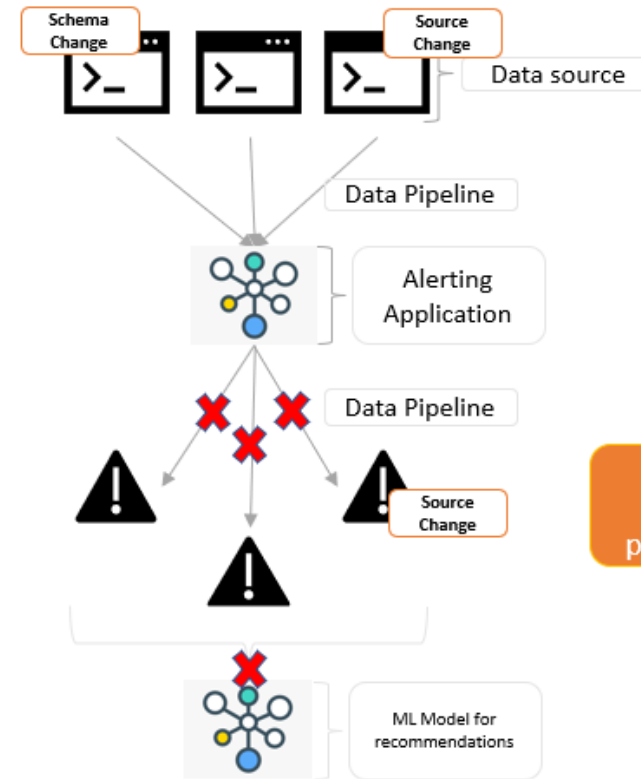 Schema
Change
Source
Change
>_
>_
>_
Data source
Data Pipeline
Alerting
Application
Data Pipeline
Source
Change
ML Model for
recommendations